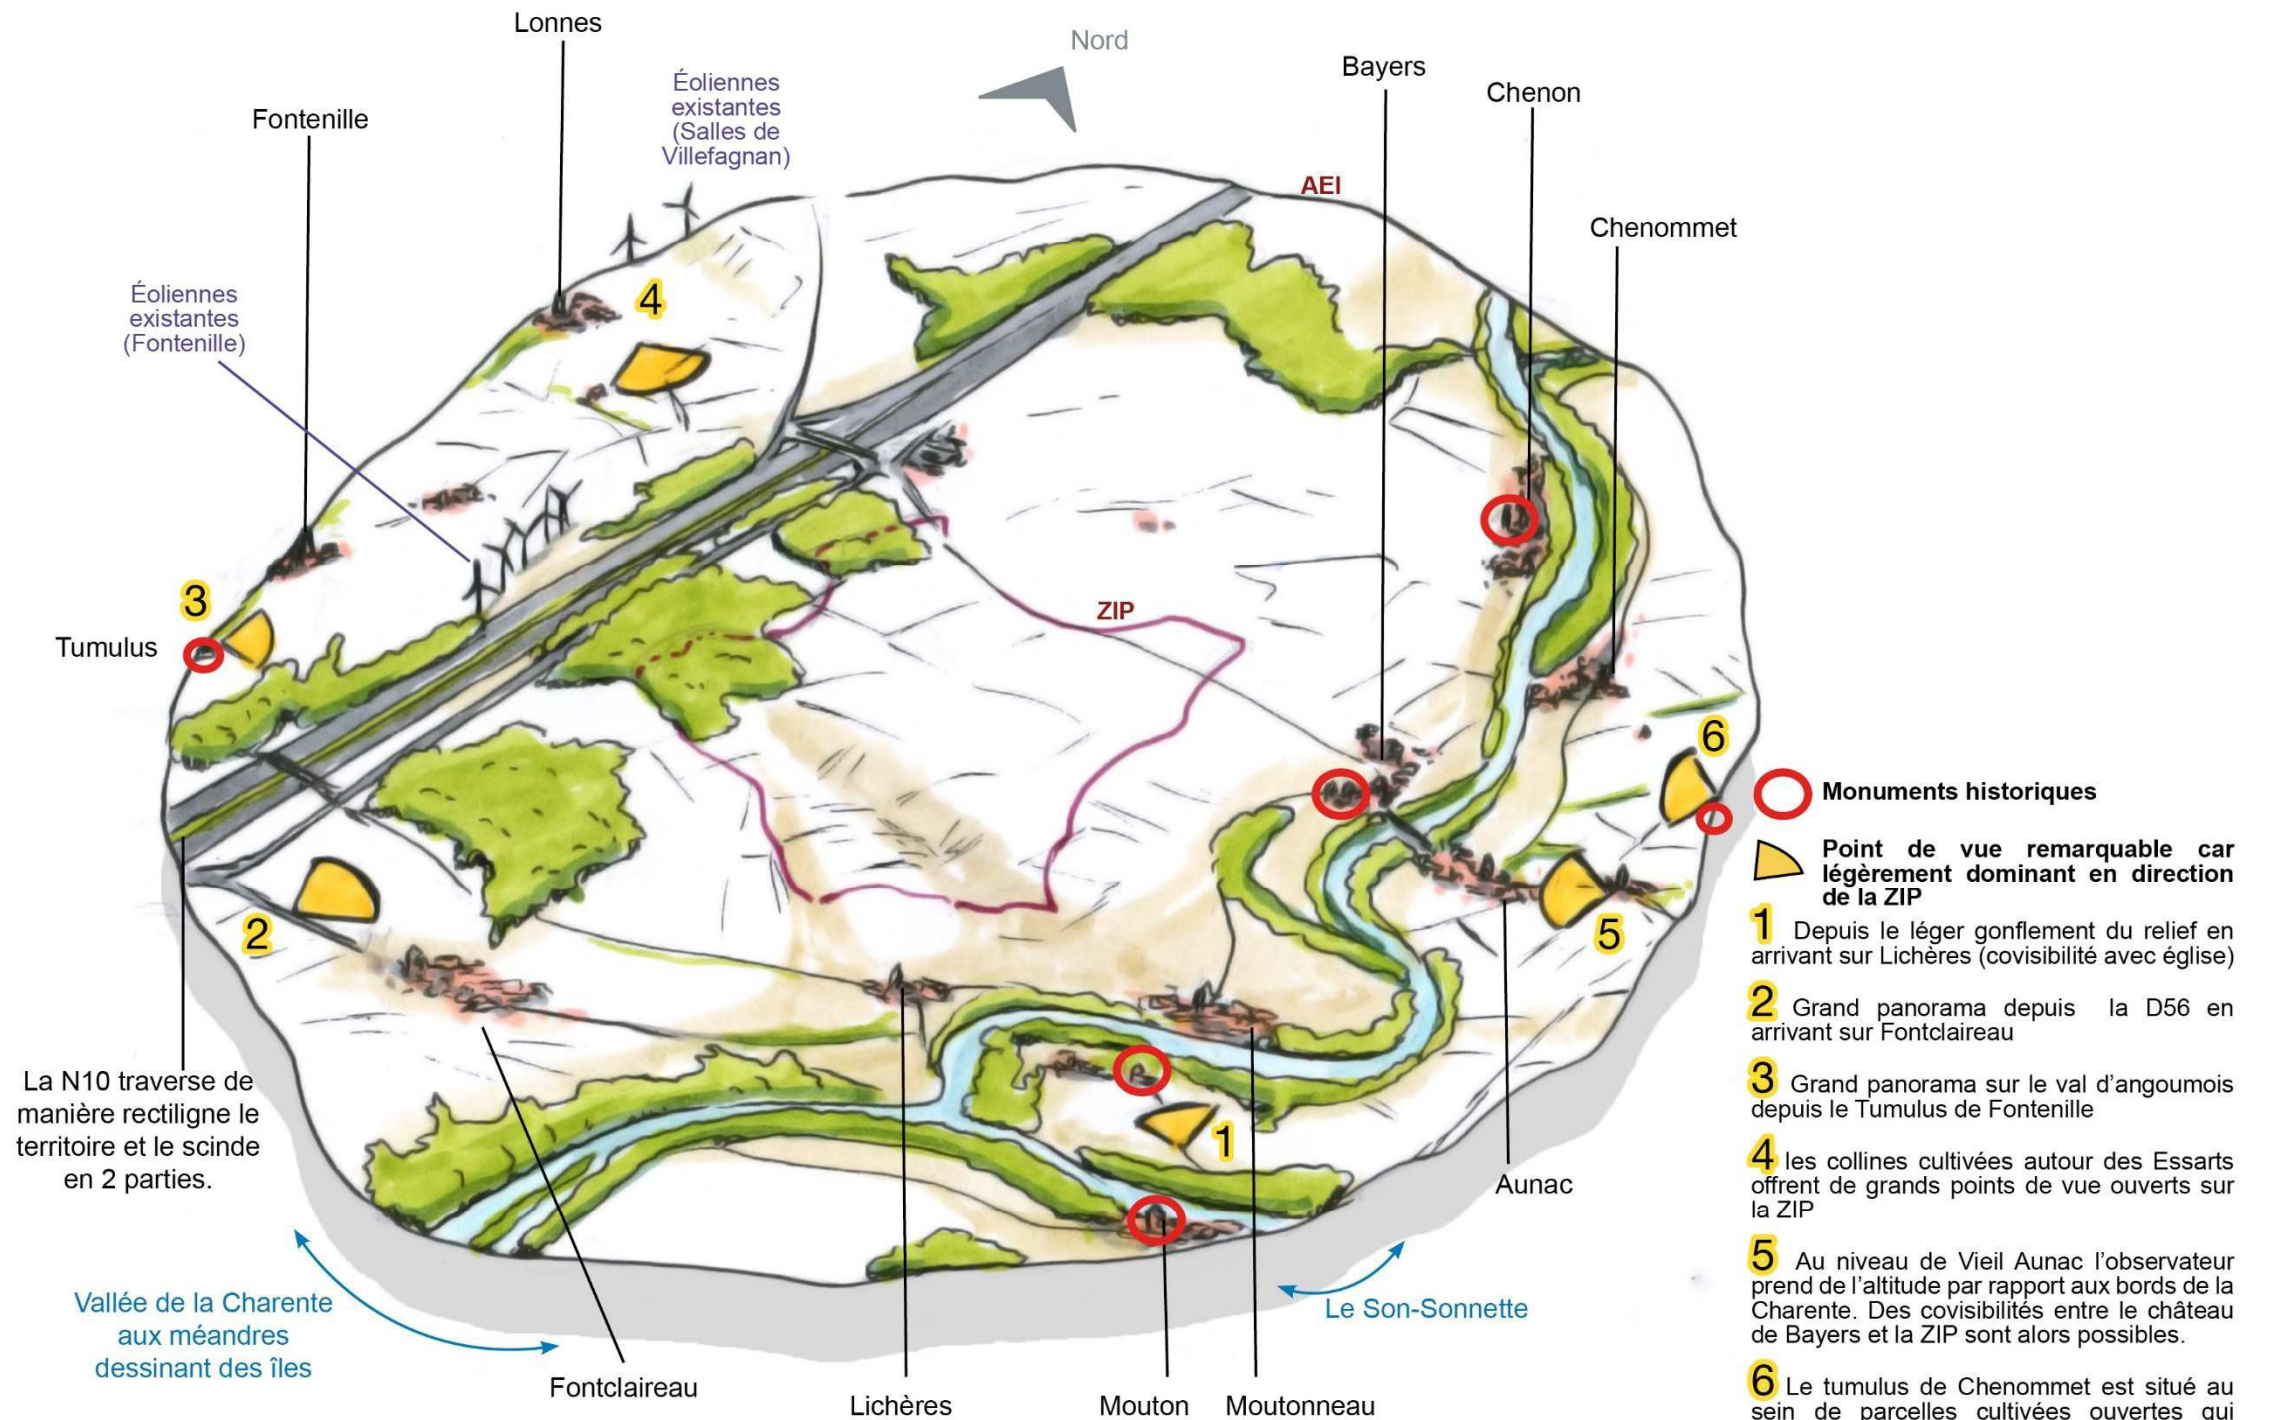 Lonnes
Nord
Bayers
Éoliennes
existantes
(Salles de
Villefagnan)
Chenon
Fontenille
AEI
Chenommet
Éoliennes
existantes
(Fontenille)
4
3
ZIP
Tumulus
6
2
5
1
La N10 traverse de
manière rectiligne le
territoire et le scinde
en 2 parties.
Aunac
Vallée de la Charente
aux méandres
dessinant des îles
Le Son-Sonnette
Fontclaireau
Lichères
Mouton
Moutonneau
Monuments historiques
Point de vue remarquable car
légèrement dominant en direction
de la ZIP
1 Depuis le léger gonflement du relief en
arrivant sur Lichères (covisibilité avec église)
2 Grand panorama depuis la D56 en
arrivant sur Fontclaireau
3 Grand panorama sur le val d'angoumois
depuis le Tumulus de Fontenille
4 les collines cultivées autour des Essarts
offrent de grands points de vue ouverts sur
la ZIP
5 Au niveau de Vieil Aunac l'observateur
prend de l'altitude par rapport aux bords de la
Charente. Des covisibilités entre le château
de Bayers et la ZIP sont alors possibles.
6 Le tumulus de Chenommet est situé au
sein de parcelles cultivées ouvertes qui